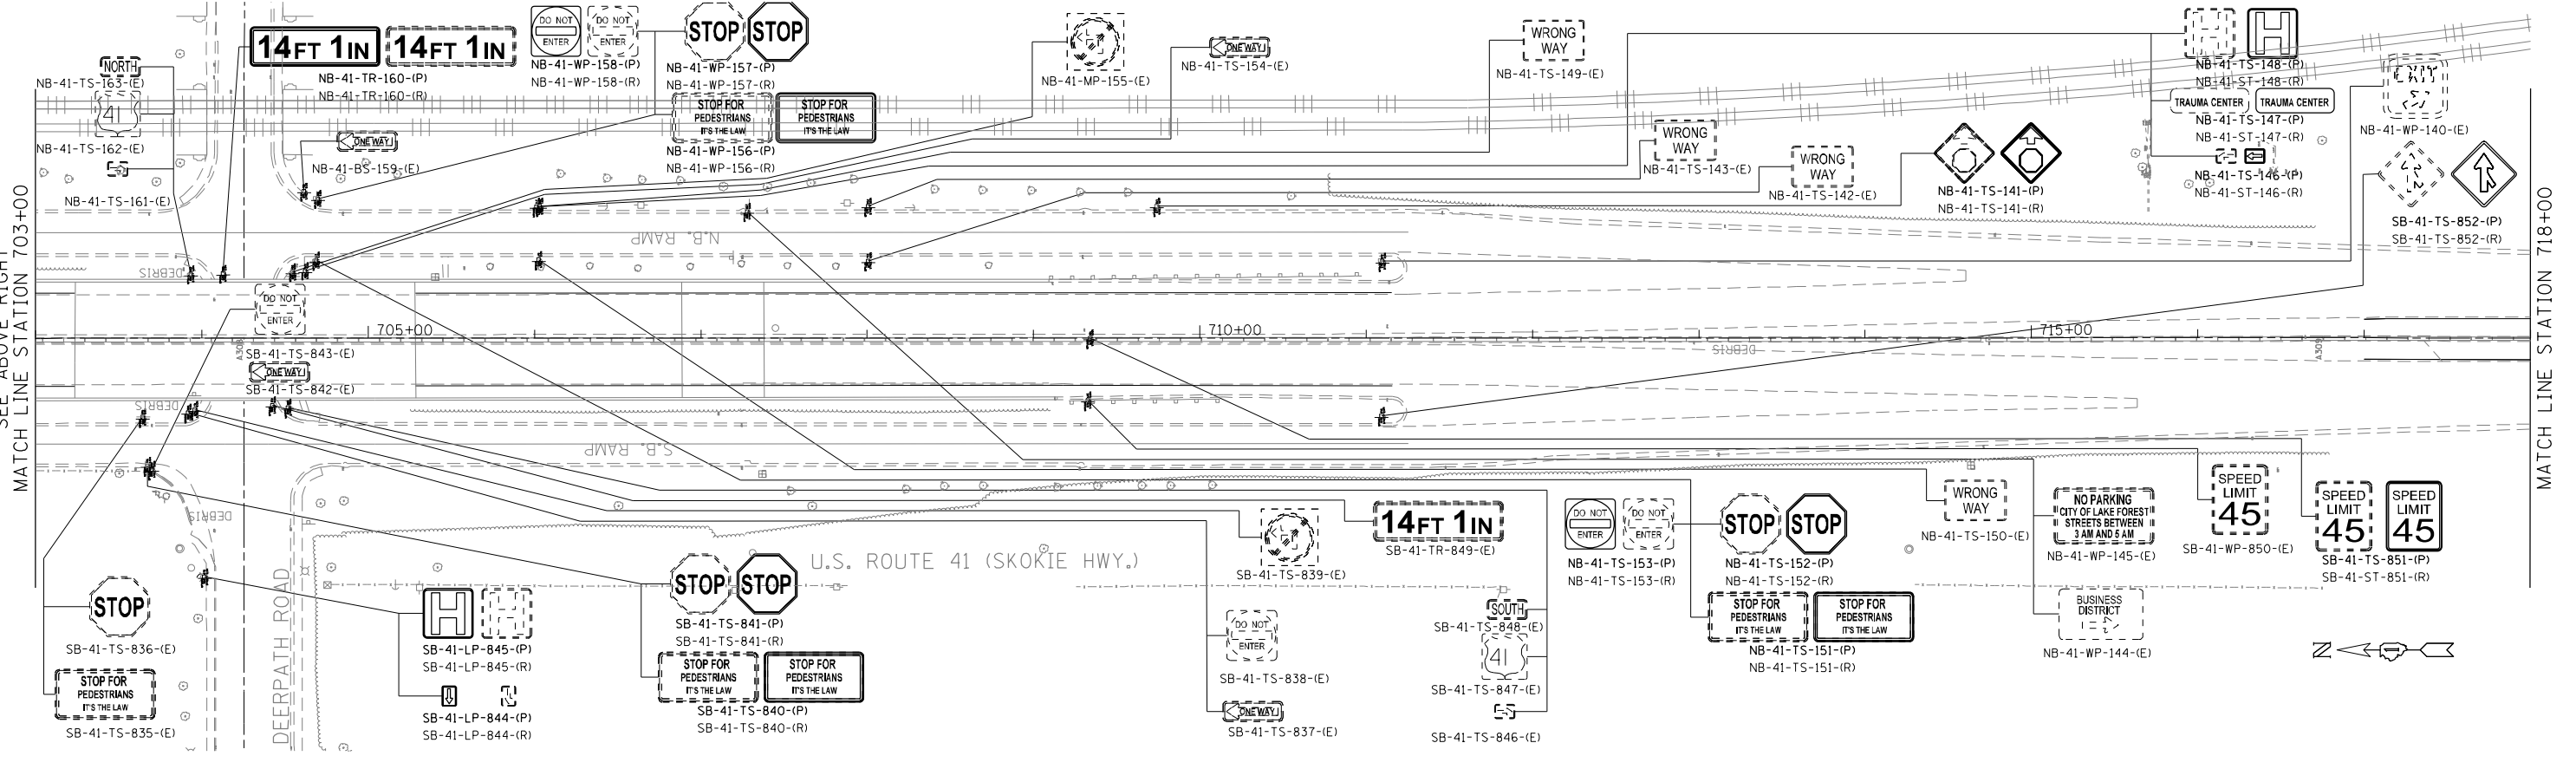 SEE ABOVE RIGHT
MATCH LINE STATION 703+00
NORTH
NB-41-TS-163-(E)
41
NB-41-TS-162-(E)
NB-41-TS-161-(E)
14FT 1IN
14FT 1IN
NB-41-TR-160-(P)
NB-41-TR-160-(R)
ONE WAY
NB-41-BS-159-(E)
DO NOT
ENTER
DO NOT
ENTER
NB-41-WP-158-(P)
NB-41-WP-158-(R)
STOP
STOP
NB-41-WP-157-(P)
NB-41-WP-157-(R)
STOP FOR
PEDESTRIANS
IT'S THE LAW
STOP FOR
PEDESTRIANS
IT'S THE LAW
NB-41-WP-156-(P)
NB-41-WP-156-(R)
NB-41-MP-155-(E)
ONE WAY
NB-41-TS-154-(E)
WRONG
WAY
NB-41-TS-149-(E)
WRONG
WAY
NB-41-TS-143-(E)
WRONG
WAY
NB-41-TS-142-(E)
NB-41-TS-141-(P)
NB-41-TS-141-(R)
H
H
NB-41-TS-148-(P)
NB-41-ST-148-(R)
TRAUMA CENTER
TRAUMA CENTER
NB-41-TS-147-(P)
NB-41-ST-147-(R)
NB-41-TS-146-(P)
NB-41-ST-146-(R)
EXIT
NB-41-WP-140-(E)
SB-41-TS-852-(P)
SB-41-TS-852-(R)
MATCH LINE STATION 718+00
N.B. RAMP
DEBRIS
DO NOT
ENTER
SB-41-TS-843-(E)
ONE WAY
SB-41-TS-842-(E)
A308
705+00
710+00
715+00
DEBRIS
A309
DEBRIS
S.B. RAMP
DEBRIS
DEERPATH ROAD
U.S. ROUTE 41 (SKOKIE HWY.)
STOP
SB-41-TS-836-(E)
STOP FOR
PEDESTRIANS
IT'S THE LAW
SB-41-TS-835-(E)
H
H
SB-41-LP-845-(P)
SB-41-LP-845-(R)
SB-41-LP-844-(P)
SB-41-LP-844-(R)
STOP
STOP
SB-41-TS-841-(P)
SB-41-TS-841-(R)
STOP FOR
PEDESTRIANS
IT'S THE LAW
STOP FOR
PEDESTRIANS
IT'S THE LAW
SB-41-TS-840-(P)
SB-41-TS-840-(R)
SB-41-TS-839-(E)
DO NOT
ENTER
SB-41-TS-838-(E)
ONE WAY
SB-41-TS-837-(E)
14FT 1IN
SB-41-TR-849-(E)
SOUTH
SB-41-TS-848-(E)
41
SB-41-TS-847-(E)
SB-41-TS-846-(E)
DO NOT
ENTER
DO NOT
ENTER
NB-41-TS-153-(P)
NB-41-TS-153-(R)
STOP
STOP
NB-41-TS-152-(P)
NB-41-TS-152-(R)
STOP FOR
PEDESTRIANS
IT'S THE LAW
STOP FOR
PEDESTRIANS
IT'S THE LAW
NB-41-TS-151-(P)
NB-41-TS-151-(R)
WRONG
WAY
NB-41-TS-150-(E)
NO PARKING
CITY OF LAKE FOREST
STREETS BETWEEN
3 AM AND 5 AM
NB-41-WP-145-(E)
BUSINESS
DISTRICT
NB-41-WP-144-(E)
SPEED
LIMIT
45
SB-41-WP-850-(E)
SPEED
LIMIT
45
SPEED
LIMIT
45
SB-41-TS-851-(P)
SB-41-ST-851-(R)
N